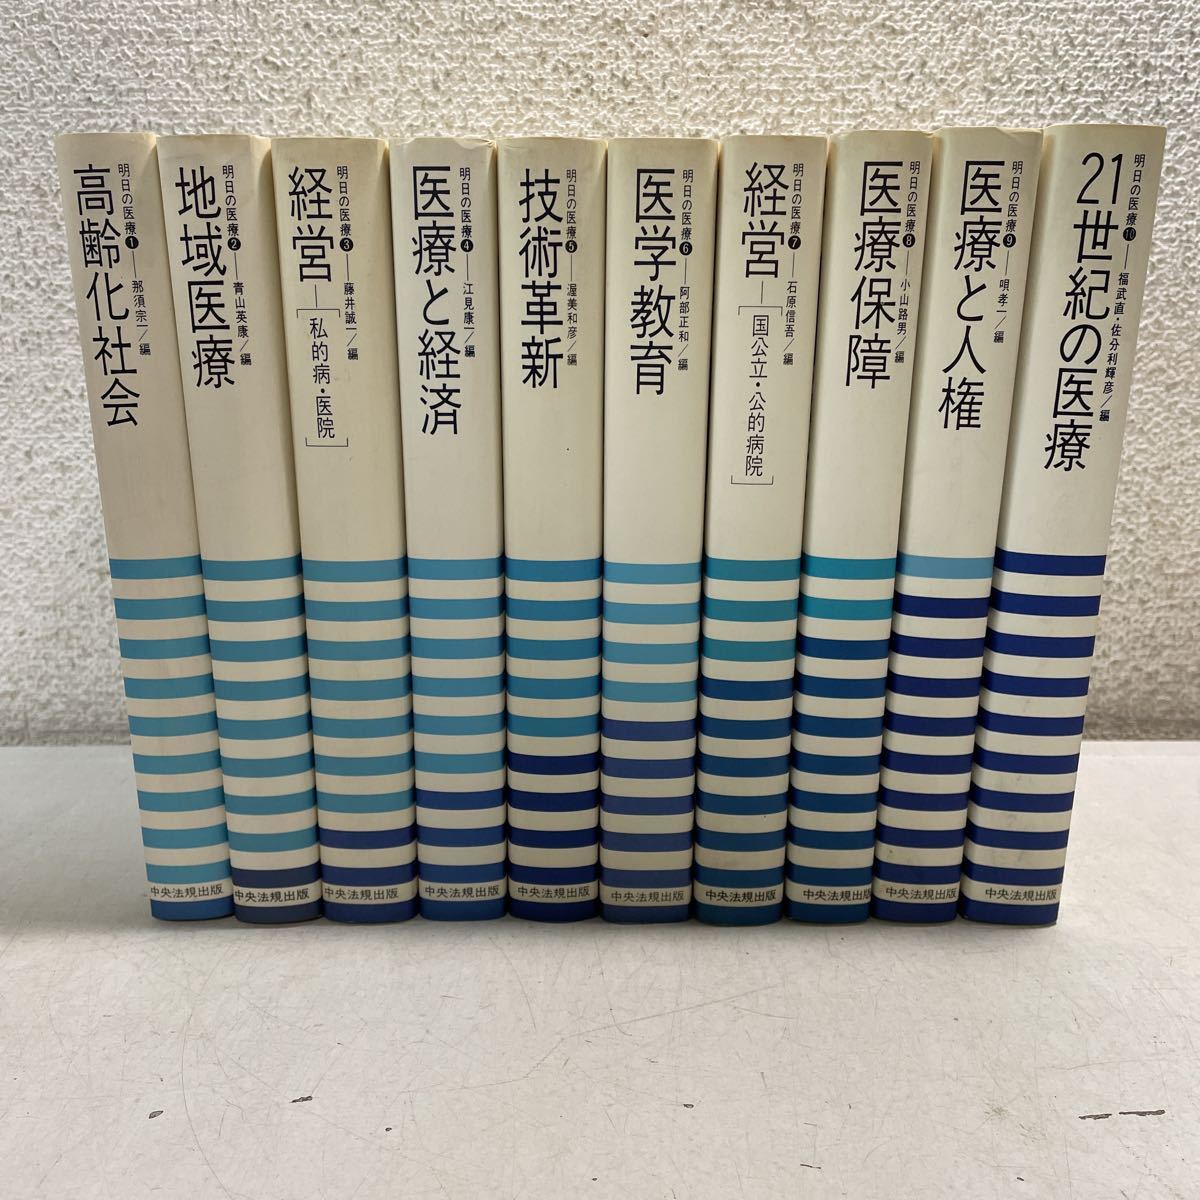 明日の医療❶――那須宗一／編
高齢化社会
中央法規出版
明日の医療❷――青山英康／編
地域医療
中央法規出版
明日の医療❸――藤井誠一／編
経営―［私的病・医院］
中央法規出版
明日の医療❹――江見康一／編
医療と経済
中央法規出版
明日の医療❺――渥美和彦／編
技術革新
中央法規出版
明日の医療❻――阿部正和／編
医学教育
中央法規出版
明日の医療❼――石原信吾／編
経営―［国公立・公的病院］
中央法規出版
明日の医療❽――小山路男／編
医療保障
中央法規出版
明日の医療❾――唄孝一／編
医療と人権
中央法規出版
明日の医療❿――福武直・佐分利輝彦／編
21世紀の医療
中央法規出版